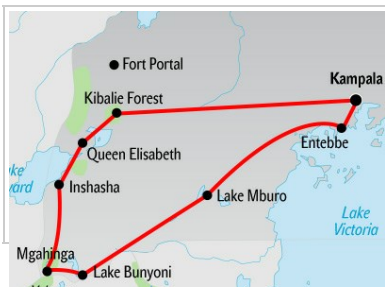 Fort Portal
Kampala
Kibalie Forest
Entebbe
Queen Elisabeth
Inshasha
Lake Mburo
Lake
Victoria
Mgahinga
Lake Bunyoni